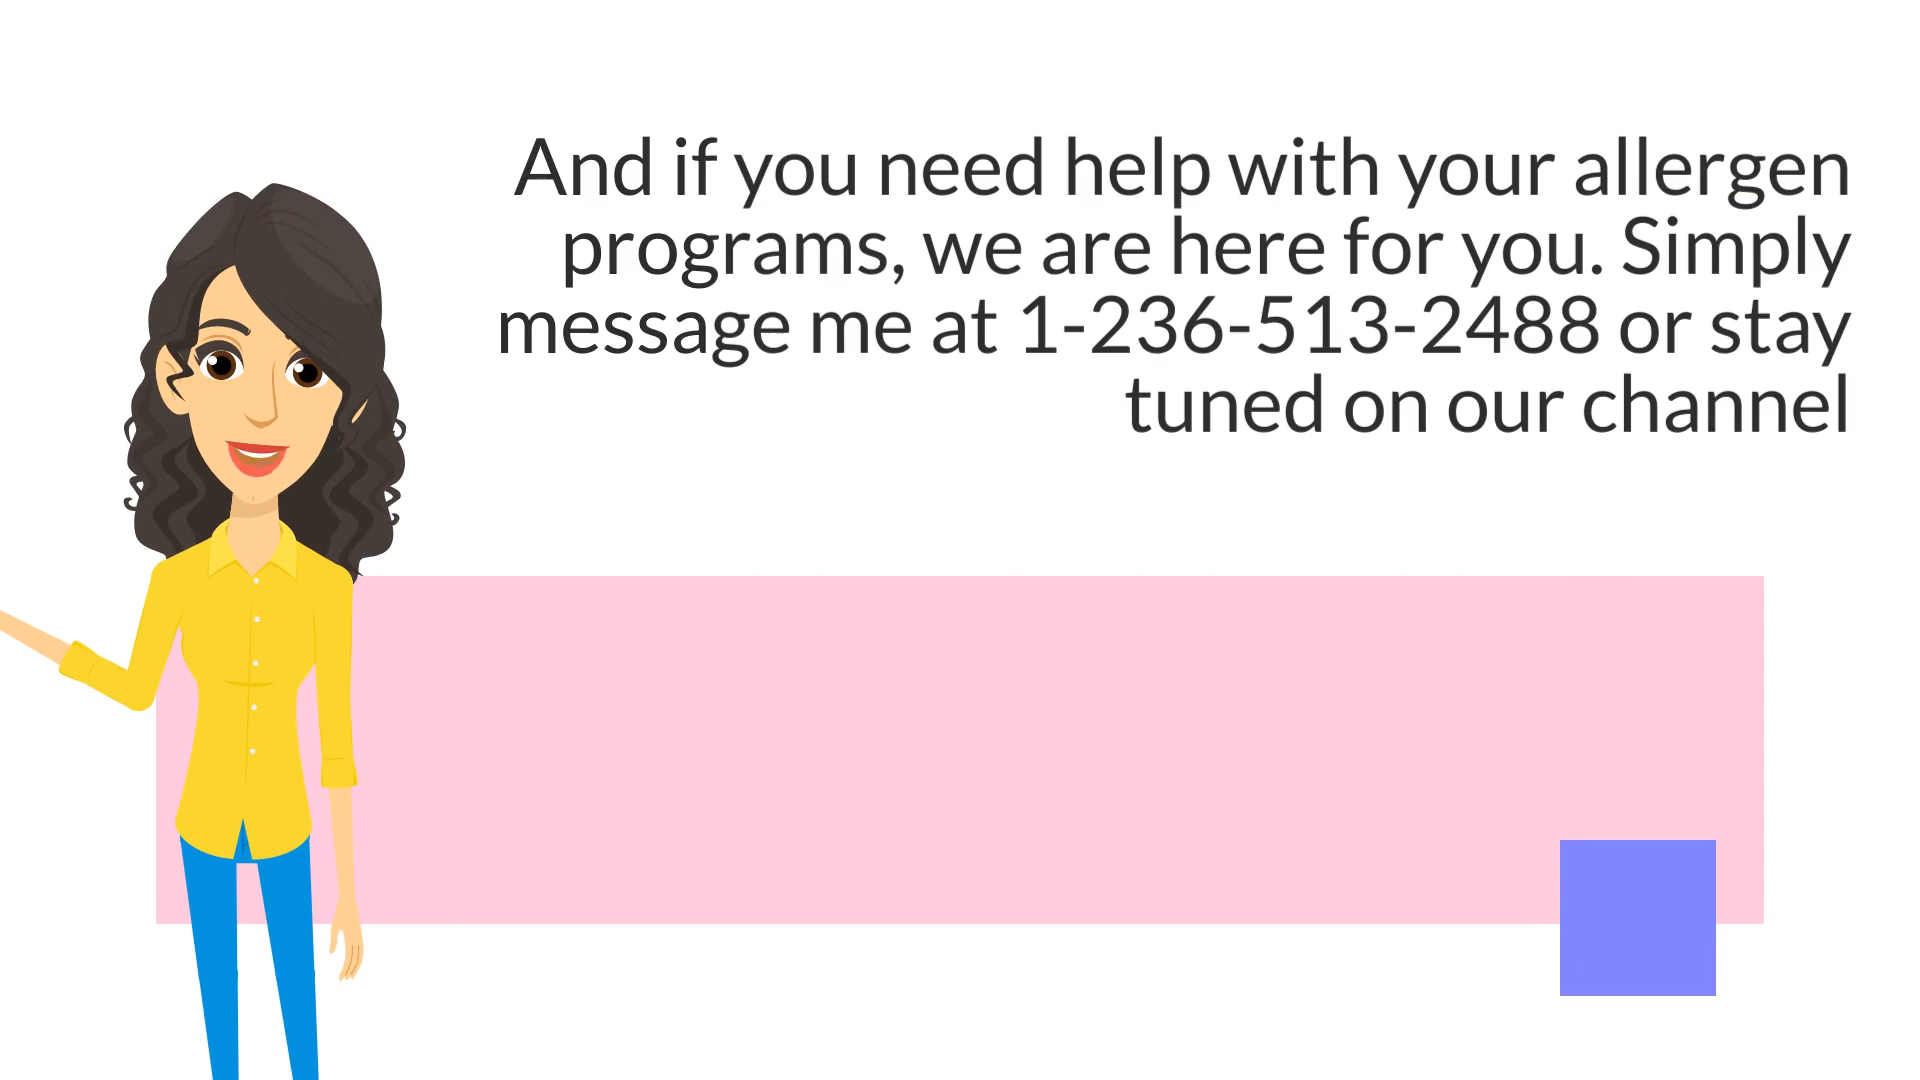 And if you need help with your allergen
programs, we are here for you. Simply
message me at 1-236-513-2488 or stay
tuned on our channel